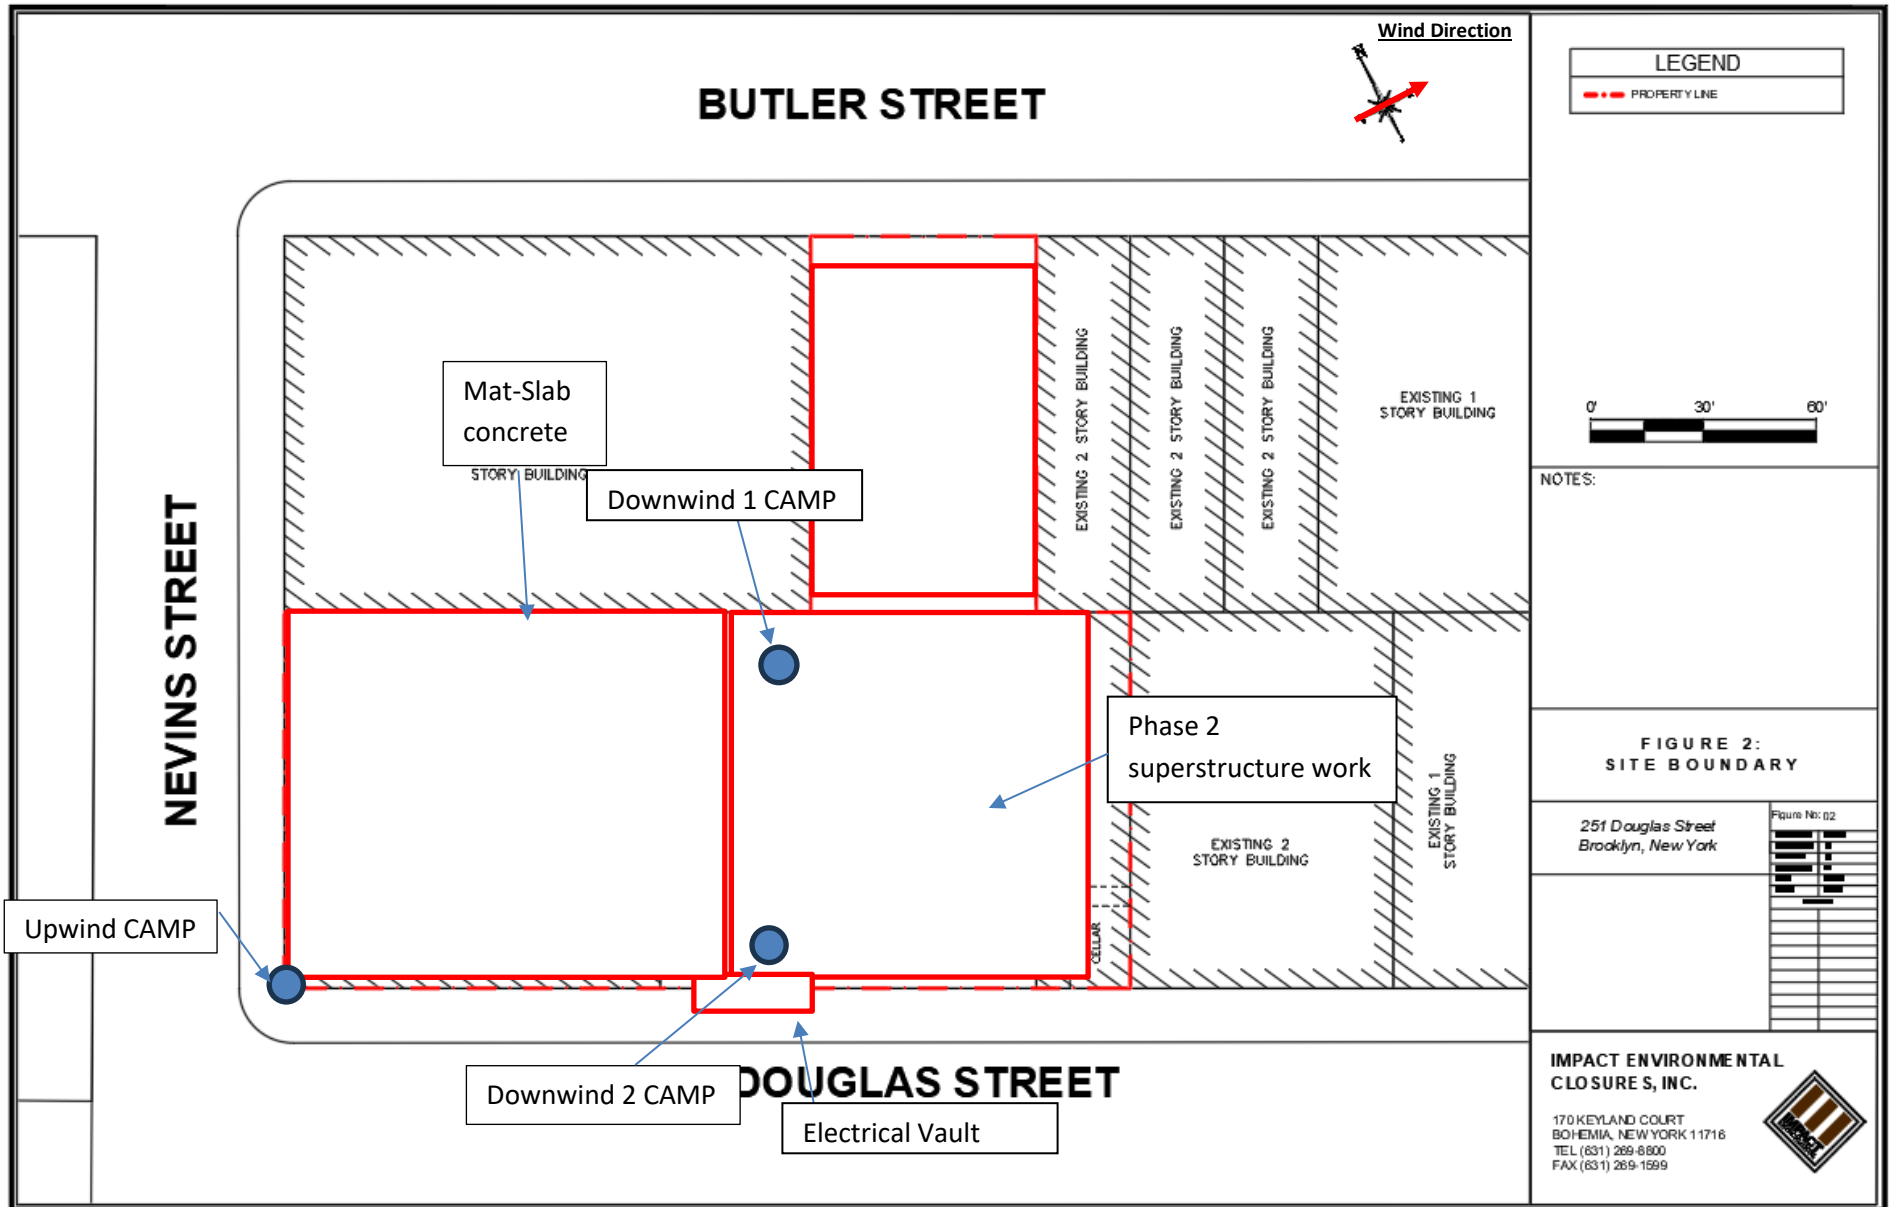 Wind Direction
N
BUTLER STREET
LEGEND
PROPERTY LINE
Mat-Slab
concrete
STORY BUILDING
Downwind 1 CAMP
EXISTING 2 STORY BUILDING
EXISTING 2 STORY BUILDING
EXISTING 2 STORY BUILDING
EXISTING 1
STORY BUILDING
0' 30' 60'
NOTES:
NEVINS STREET
Phase 2
superstructure work
EXISTING 2
STORY BUILDING
EXISTING 1
STORY BUILDING
CELLAR
Upwind CAMP
Downwind 2 CAMP
DOUGLAS STREET
Electrical Vault
FIGURE 2:
SITE BOUNDARY
251 Douglas Street
Brooklyn, New York
Figure No: 02
IMPACT ENVIRONMENTAL
CLOSURES, INC.
170 KEYLAND COURT
BOHEMIA, NEW YORK 11716
TEL (631) 269-8800
FAX (631) 269-1599
IMPACT